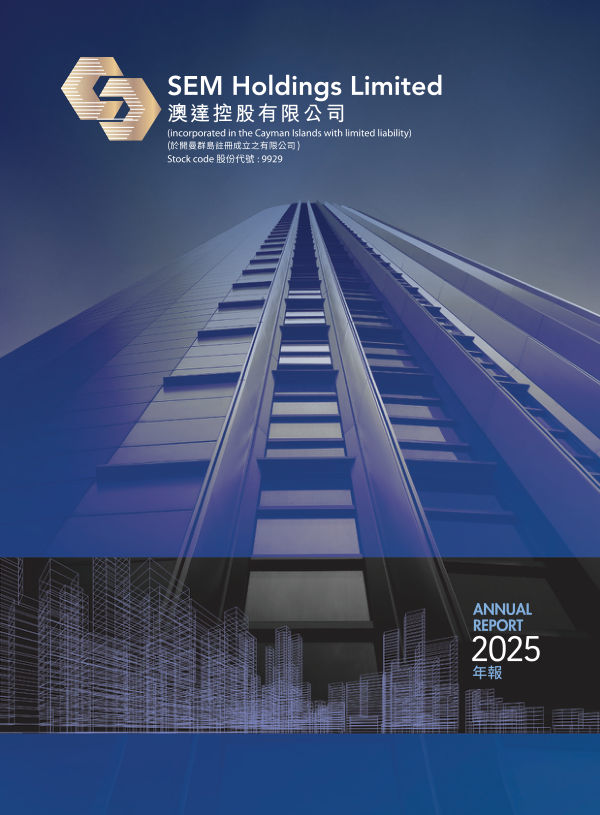 SEM Holdings Limited
澳達控股有限公司
(incorporated in the Cayman Islands with limited liability)
(於開曼群島註冊成立之有限公司)
Stock code 股份代號 : 9929
ANNUAL
REPORT
2025
年報